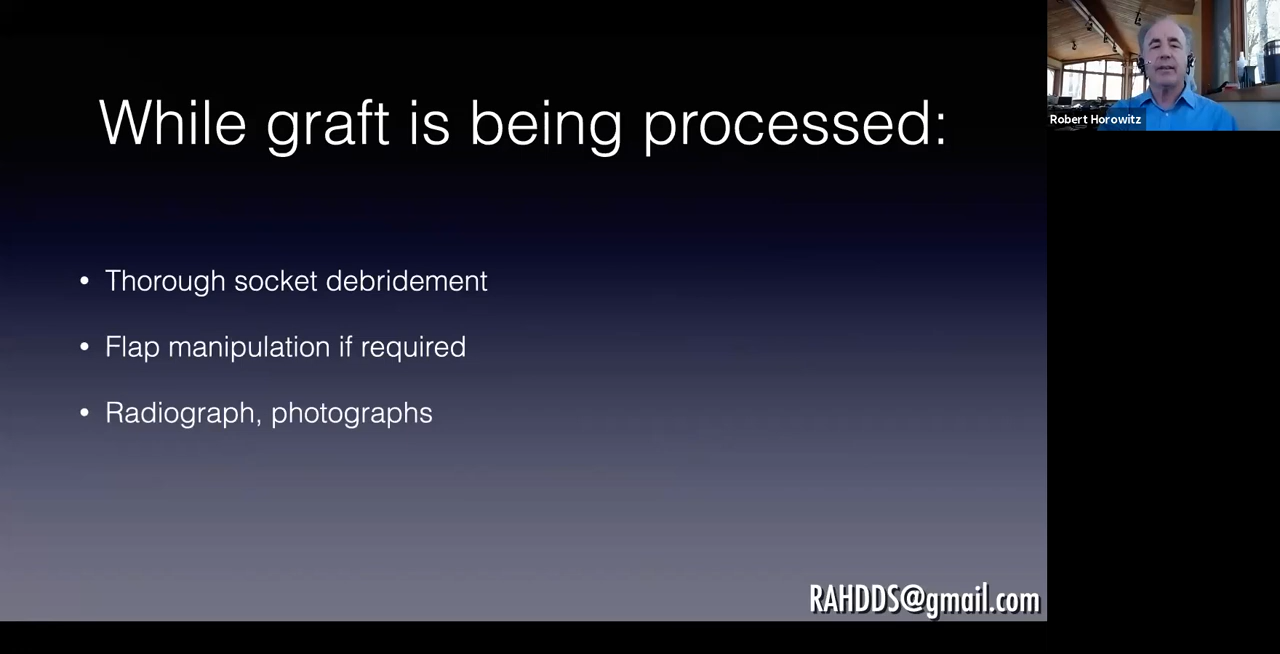 While graft is being processed:
• Thorough socket debridement
• Flap manipulation if required
• Radiograph, photographs
RAHDDS@gmail.com
Robert Horowitz